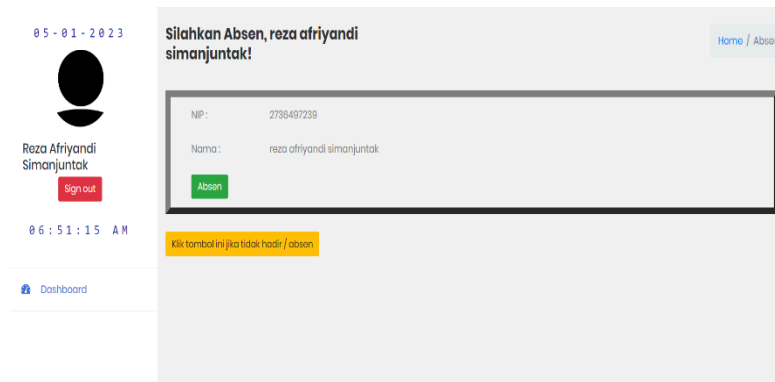 05-01-2023
Reza Afriyandi
Simanjuntak
Sign out
06:51:15 AM
Dashboard
Silahkan Absen, reza afriyandi
simanjuntak!
Home / Absen
NIP :	2736497239
Nama :	reza afriyandi simanjuntak
Absen
Klik tombol ini jika tidak hadir / absen